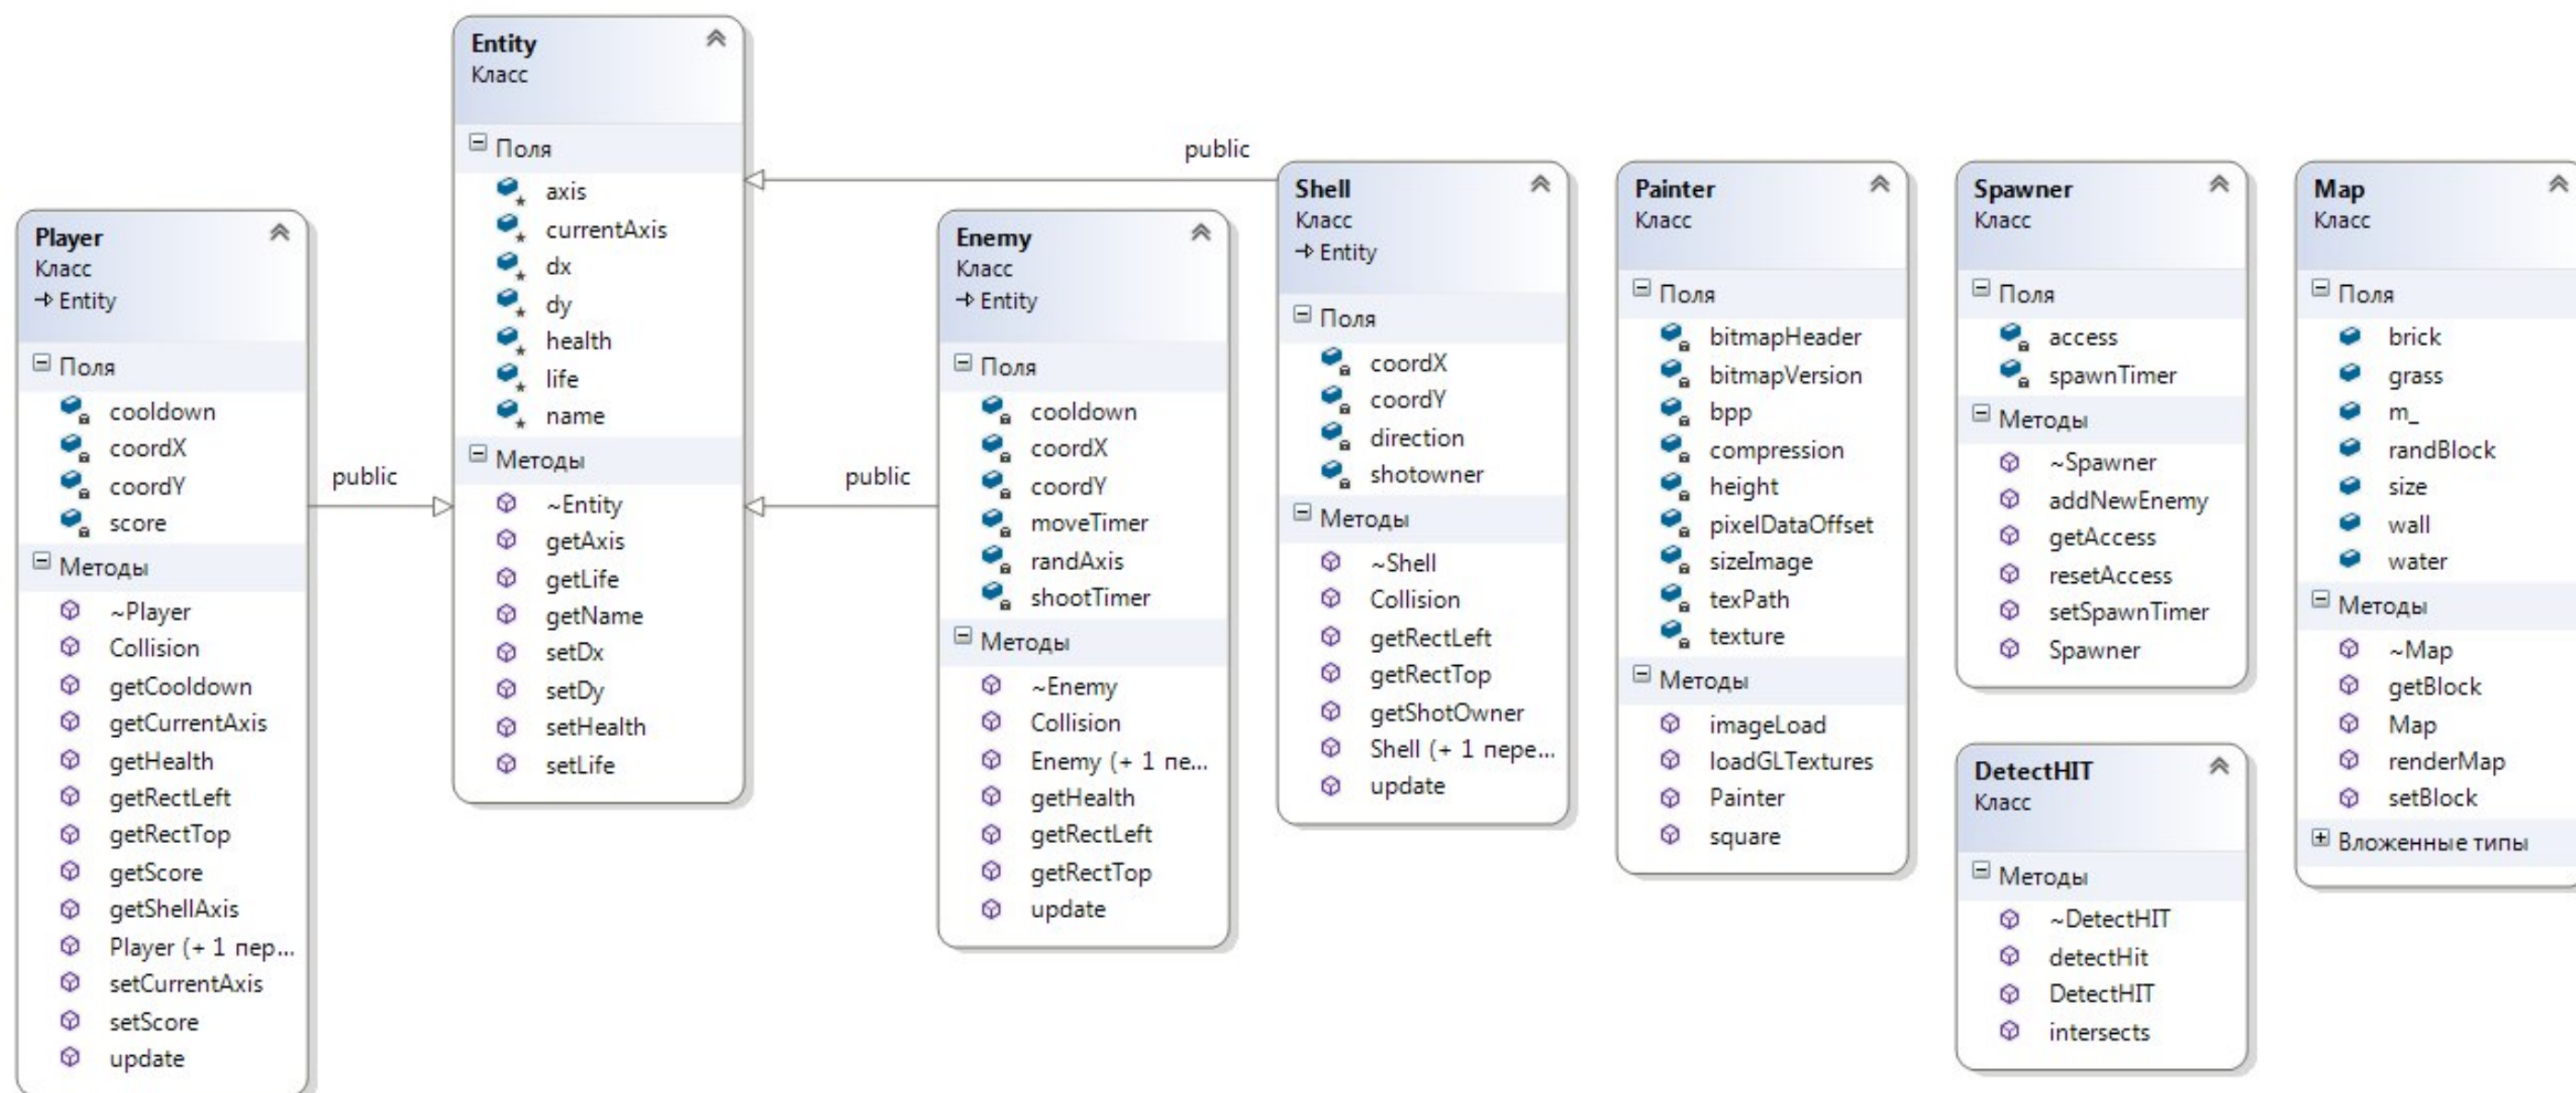 Player
Класс
Entity
Поля
cooldown
coordX
coordY
score
Методы
~Player
Collision
getCooldown
getCurrentAxis
getHealth
getRectLeft
getRectTop
getScore
getShellAxis
Player (+ 1 пер...
setCurrentAxis
setScore
update
public
Entity
Класс
Поля
axis
currentAxis
dx
dy
health
life
name
Методы
~Entity
getAxis
getLife
getName
setDx
setDy
setHealth
setLife
public
Enemy
Класс
Entity
Поля
cooldown
coordX
coordY
moveTimer
randAxis
shootTimer
Методы
~Enemy
Collision
Enemy (+ 1 пе...
getHealth
getRectLeft
getRectTop
update
public
Shell
Класс
Entity
Поля
coordX
coordY
direction
shotowner
Методы
~Shell
Collision
getRectLeft
getRectTop
getShotOwner
Shell (+ 1 пере...
update
Painter
Класс
Поля
bitmapHeader
bitmapVersion
bpp
compression
height
pixelDataOffset
sizeImage
texPath
texture
Методы
imageLoad
loadGLTextures
Painter
square
Spawner
Класс
Поля
access
spawnTimer
Методы
~Spawner
addNewEnemy
getAccess
resetAccess
setSpawnTimer
Spawner
DetectHIT
Класс
Методы
~DetectHIT
detectHit
DetectHIT
intersects
Map
Класс
Поля
brick
grass
m_
randBlock
size
wall
water
Методы
~Map
getBlock
Map
renderMap
setBlock
Вложенные типы